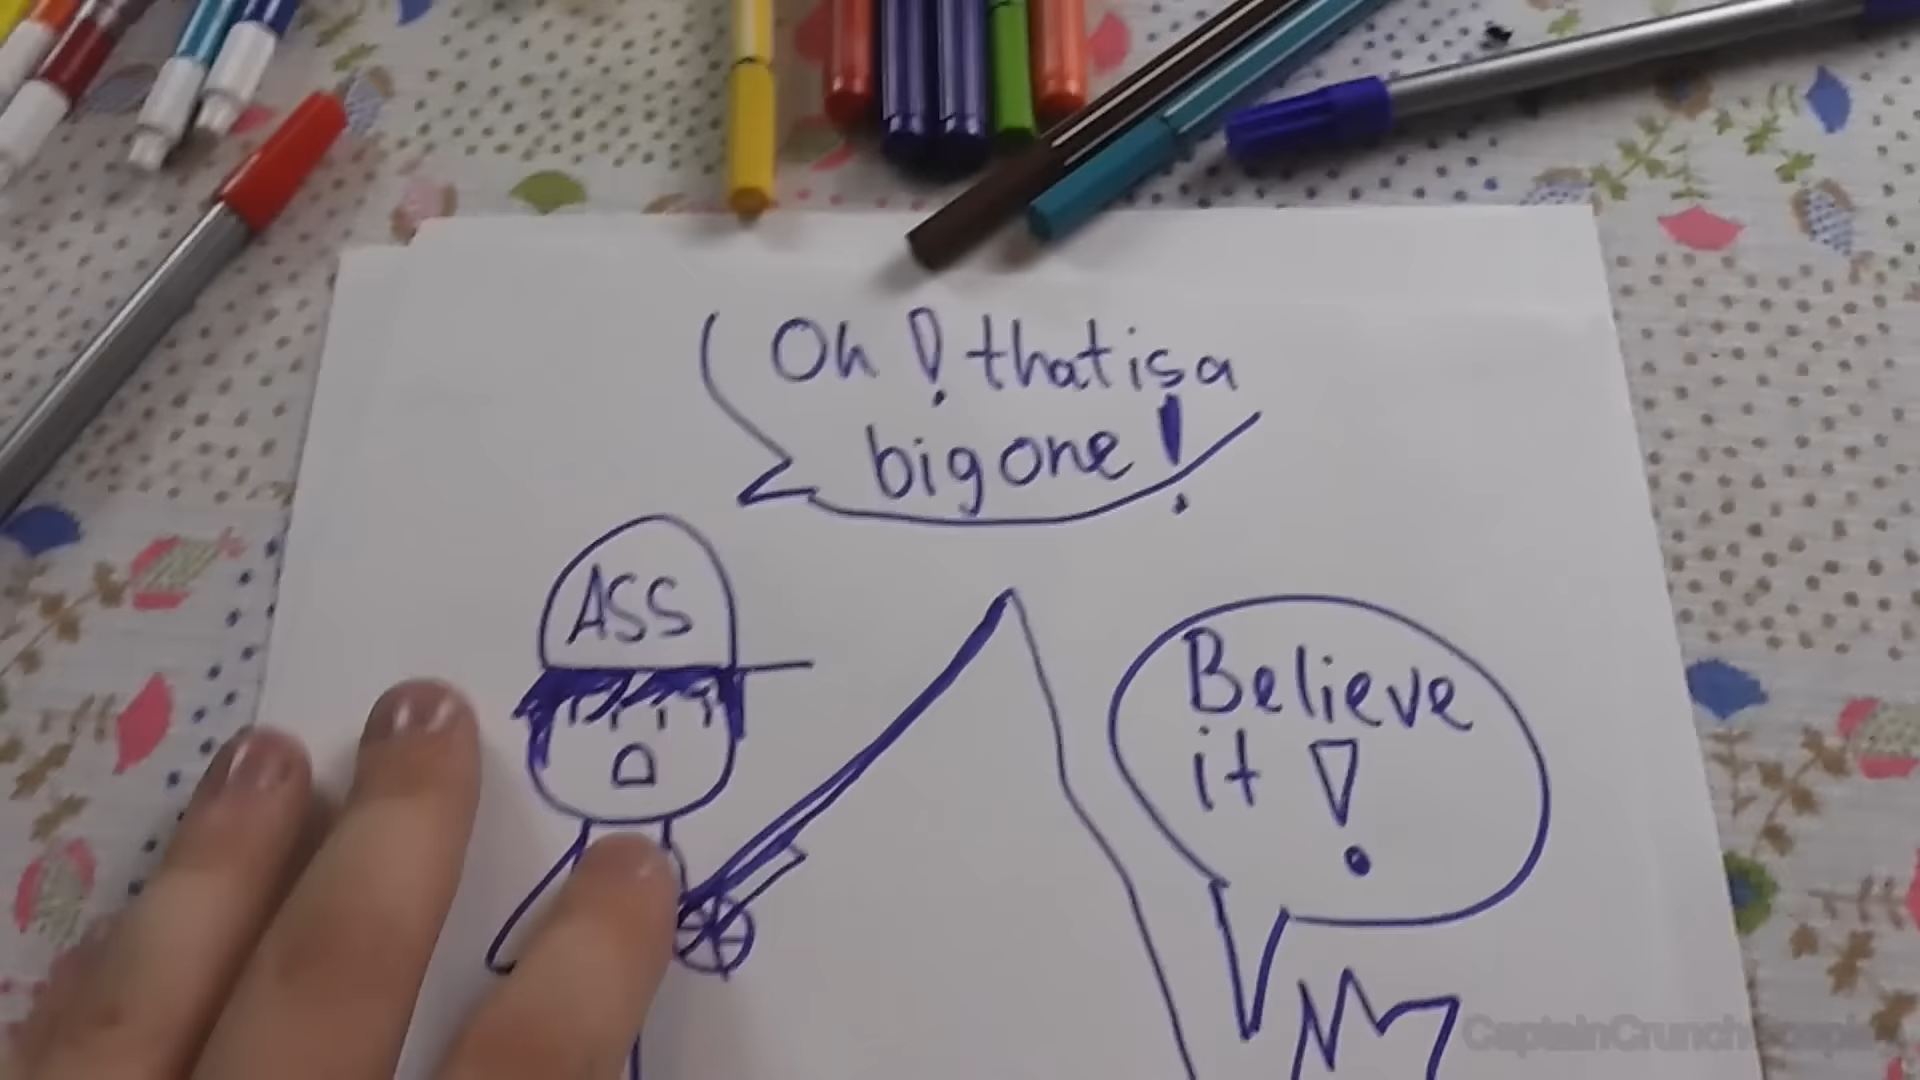 Oh! that is a
big one!
ASS
Believe
it!